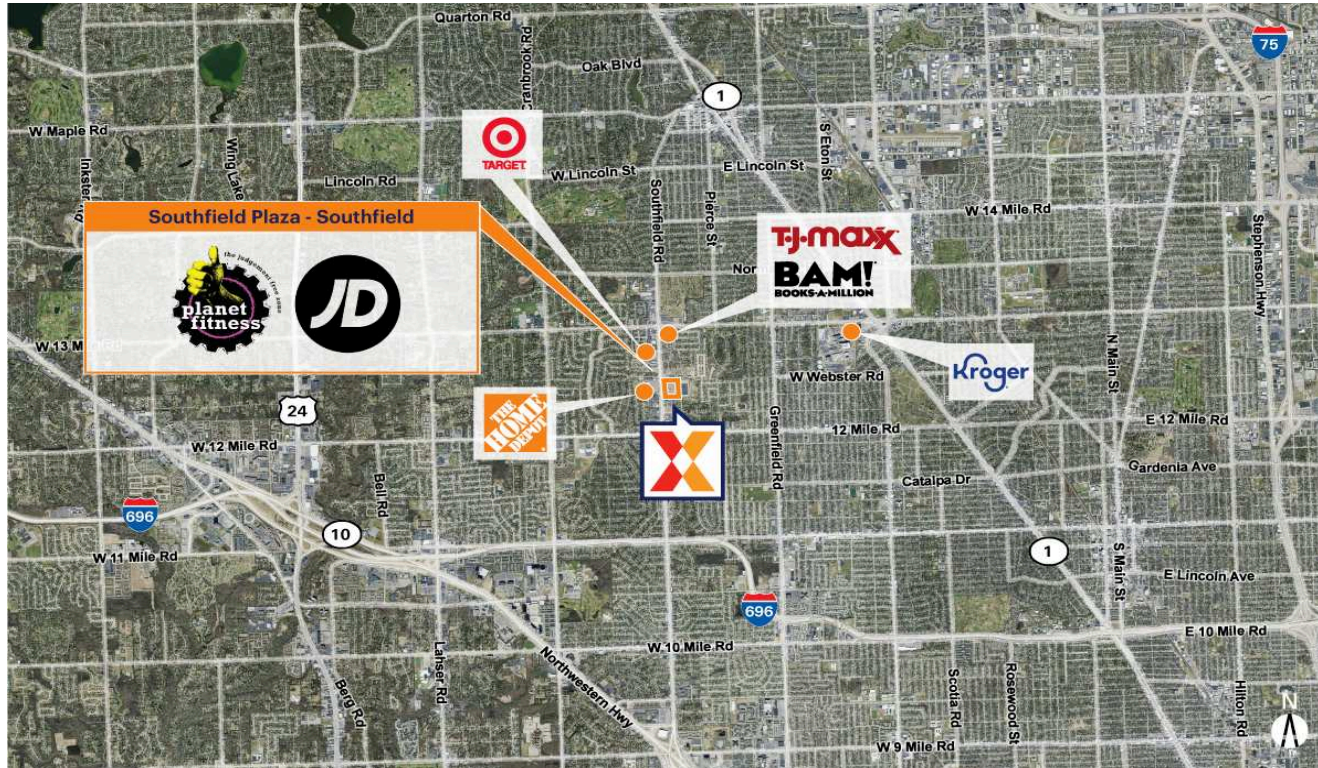 Quarton Rd
75
Oak Blvd
Cranbrook Rd
1
W Maple Rd
TARGET
S Eton St
E Lincoln St
W Lincoln St
Inkster Rd
Wing Lake
Lincoln Rd
Southfield Rd
Pierce St
W 14 Mile Rd
Southfield Plaza - Southfield
T•J•maxx
Stephenson Hwy
the judgement free zone
planet
fitness
JD
BAM!
BOOKS-A-MILLION
W 13
N Main St
W Webster Rd
Kroger
THE
HOME
DEPOT
24
Greenfield Rd
12 Mile Rd
E 12 Mile Rd
W 12 Mile Rd
Gardenia Ave
Bell Rd
Catalpa Dr
696
10
1
W 11 Mile Rd
S Main St
E Lincoln Ave
696
E 10 Mile Rd
W 10 Mile Rd
Lahser Rd
Northwestern Hwy
Berg Rd
Scotia Rd
Rosewood St
Hilton Rd
N
W 9 Mile Rd